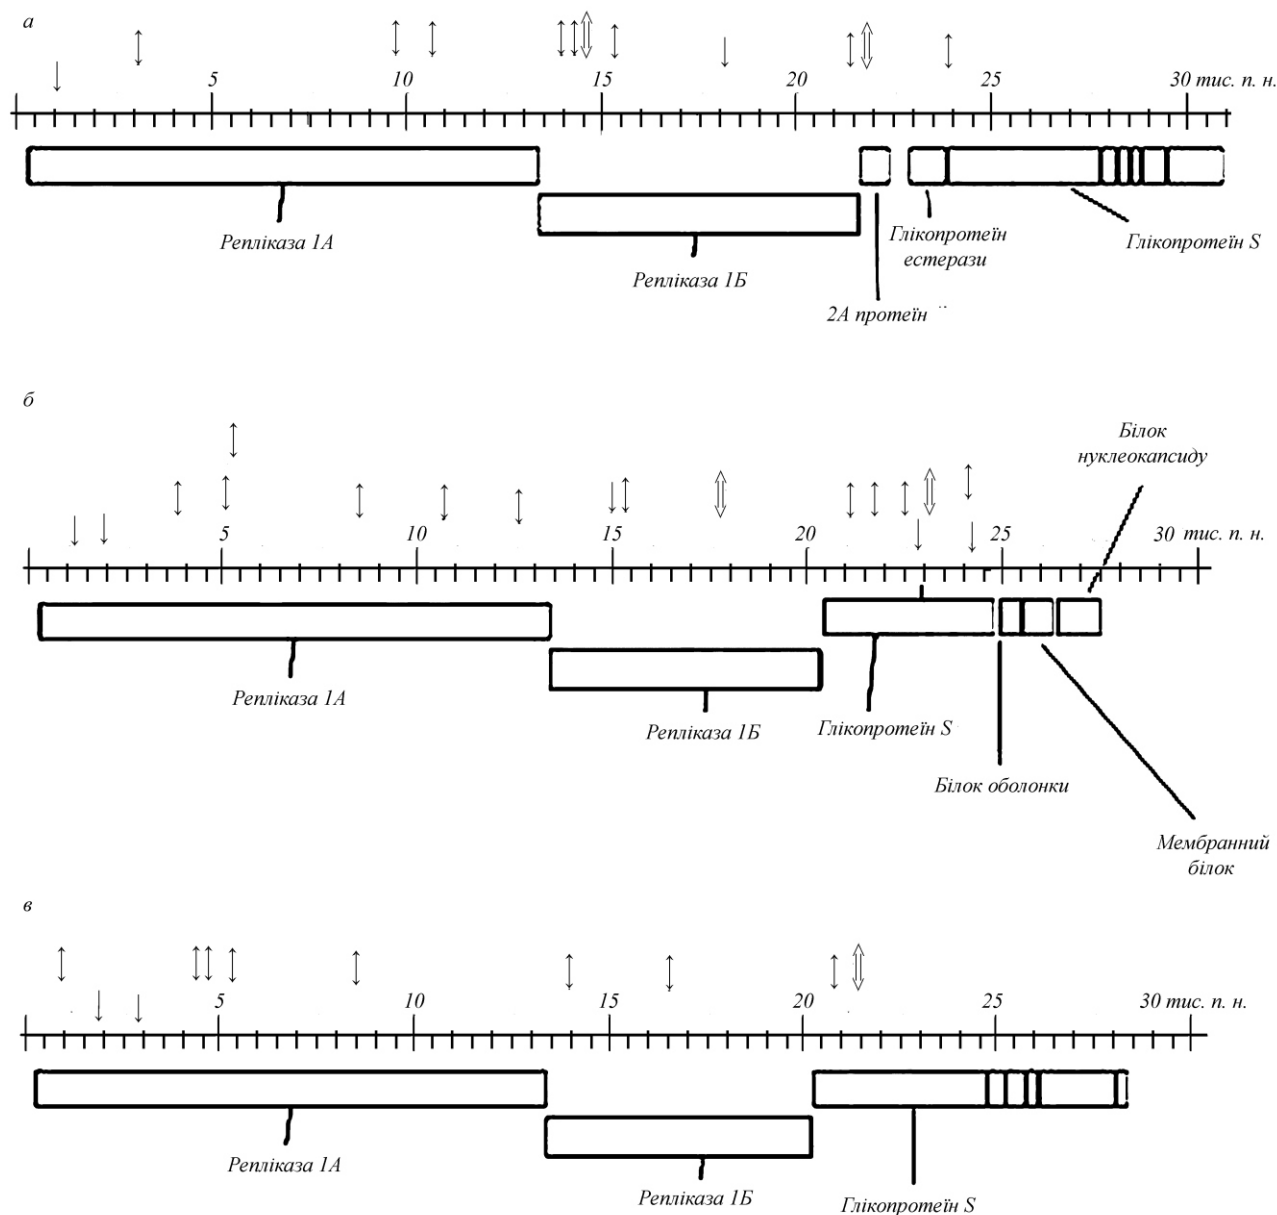 а
5
10
15
20
25
30 тис. п. н.
Репліказа 1А
Репліказа 1Б
2А протеїн
Глікопротеїн
естерази
Глікопротеїн S
б
Білок
нуклеокапсиду
5
10
15
20
25
30 тис. п. н.
Репліказа 1А
Репліказа 1Б
Глікопротеїн S
Білок оболонки
Мембранний
білок
в
5
10
15
20
25
30 тис. п. н.
Репліказа 1А
Репліказа 1Б
Глікопротеїн S